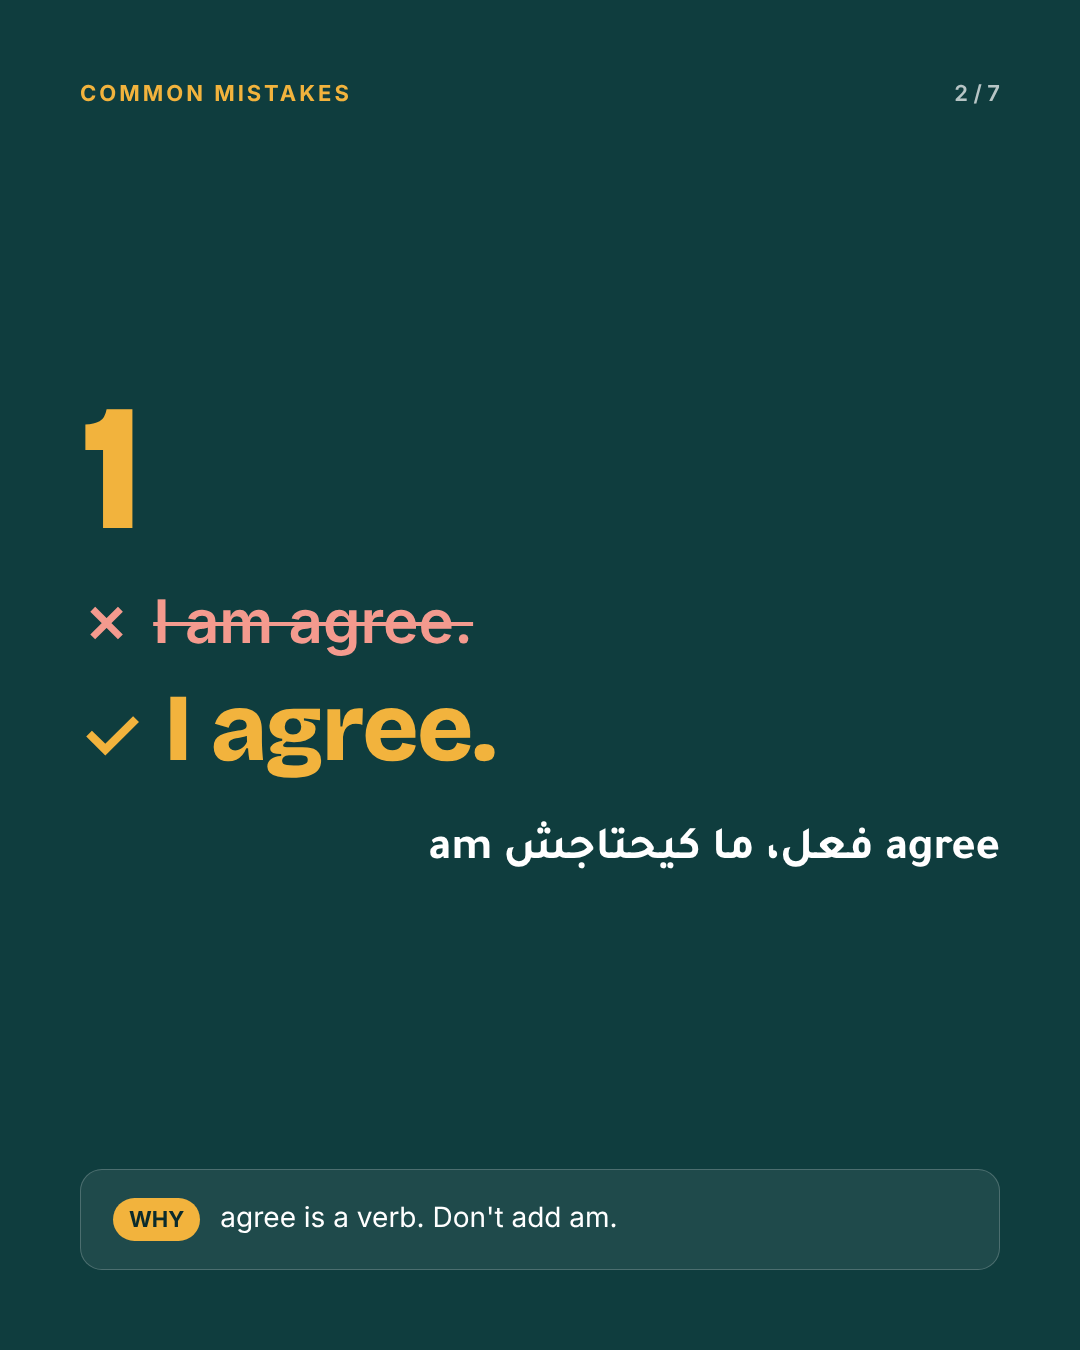 COMMON MISTAKES
2 / 7
1
✕ I am agree.
✓ I agree.
agree فعل، ما كيحتاجش am
WHY agree is a verb. Don't add am.